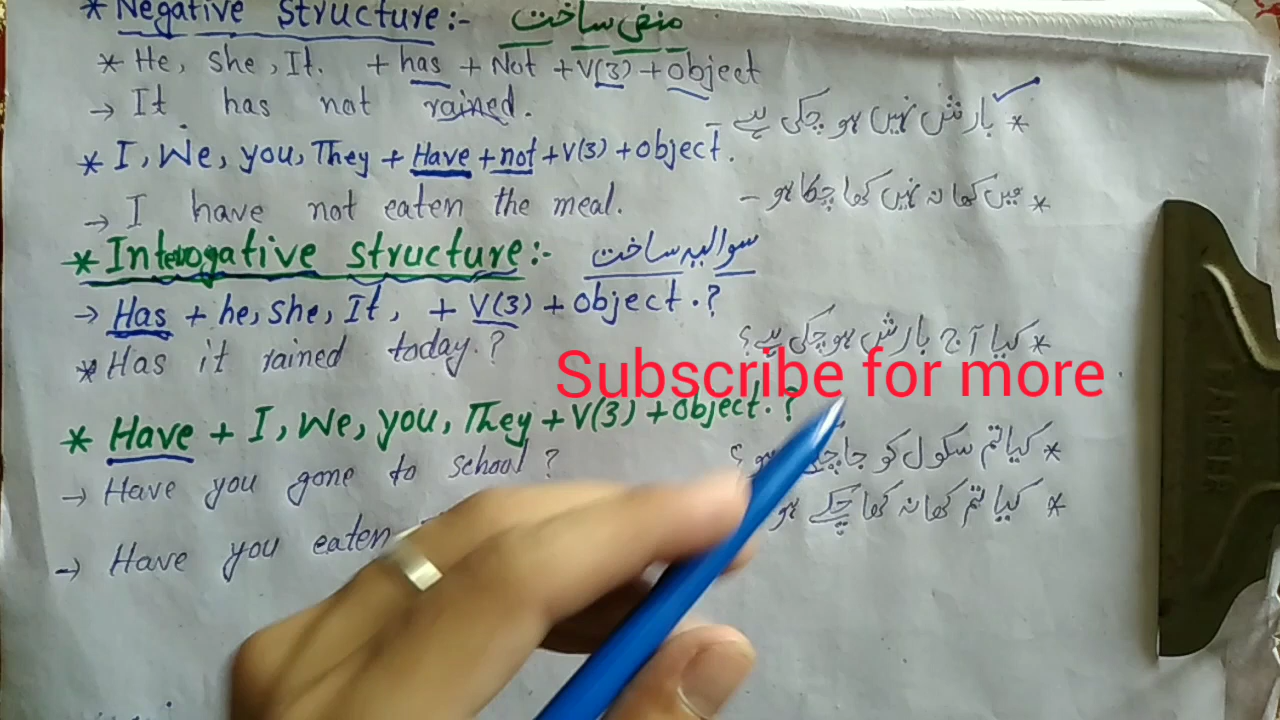 * Negative Structure:- منفی ساخت
* He, She, It. + has + Not + V(3) + object
→ It has not rained. * بارش نہیں ہو چکی ہے -
* I, We, you, They + Have + not + V(3) + object.
→ I have not eaten the meal. * میں کھانہ نہیں کھا چکا ہو -
* Interrogative structure:- سوالیہ ساخت
→ Has + he, she, It, + V(3) + object.?
* Has it rained today.? * کیا آج بارش ہو چکی ہے؟
Subscribe for more
* Have + I, We, you, They + V(3) + object. ?
→ Have you gone to school? * کیا تم سکول کو جا ہو؟
→ Have you eaten * کیا تم کھانہ کھا چکے ہو